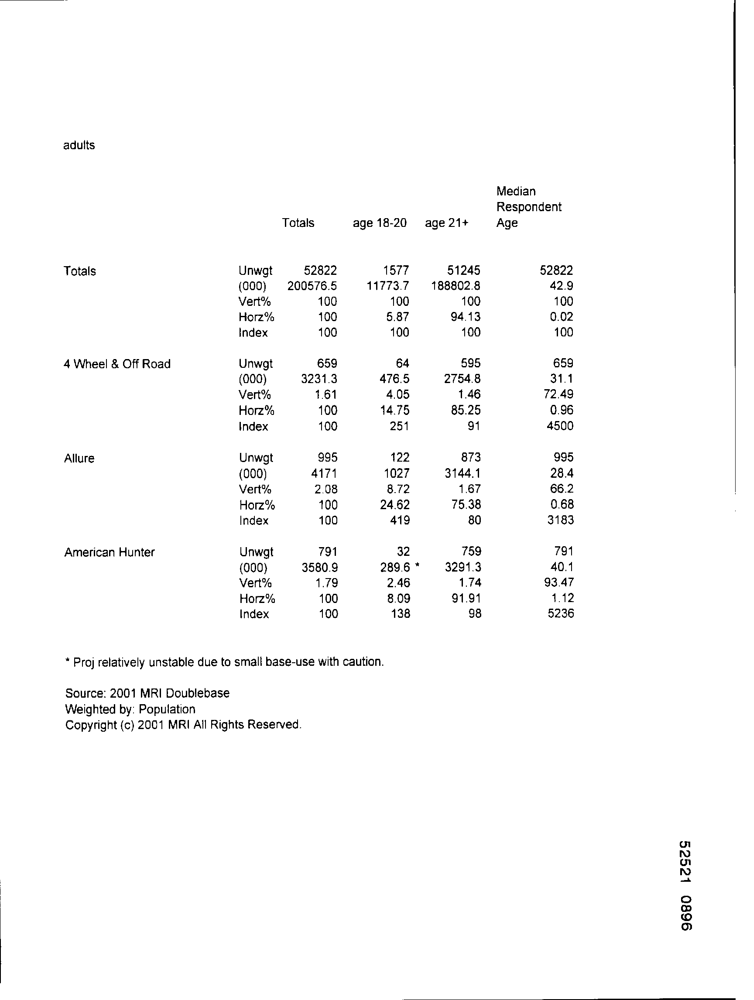 adults
Median
Respondent
Totals age 18-20 age 21+ Age
Totals Unwgt 52822 1577 51245 52822
(000) 200576.5 11773.7 188802.8 42.9
Vert% 100 100 100 100
Horz% 100 5.87 94.13 0.02
Index 100 100 100 100
4 Wheel & Off Road Unwgt 659 64 595 659
(000) 3231.3 476.5 2754.8 31.1
Vert% 1.61 4.05 1.46 72.49
Horz% 100 14.75 85.25 0.96
Index 100 251 91 4500
Allure Unwgt 995 122 873 995
(000) 4171 1027 3144.1 28.4
Vert% 2.08 8.72 1.67 66.2
Horz% 100 24.62 75.38 0.68
Index 100 419 80 3183
American Hunter Unwgt 791 32 759 791
(000) 3580.9 289.6 * 3291.3 40.1
Vert% 1.79 2.46 1.74 93.47
Horz% 100 8.09 91.91 1.12
Index 100 138 98 5236
* Proj relatively unstable due to small base-use with caution.
Source: 2001 MRI Doublebase
Weighted by: Population
Copyright (c) 2001 MRI All Rights Reserved.
52521 0896